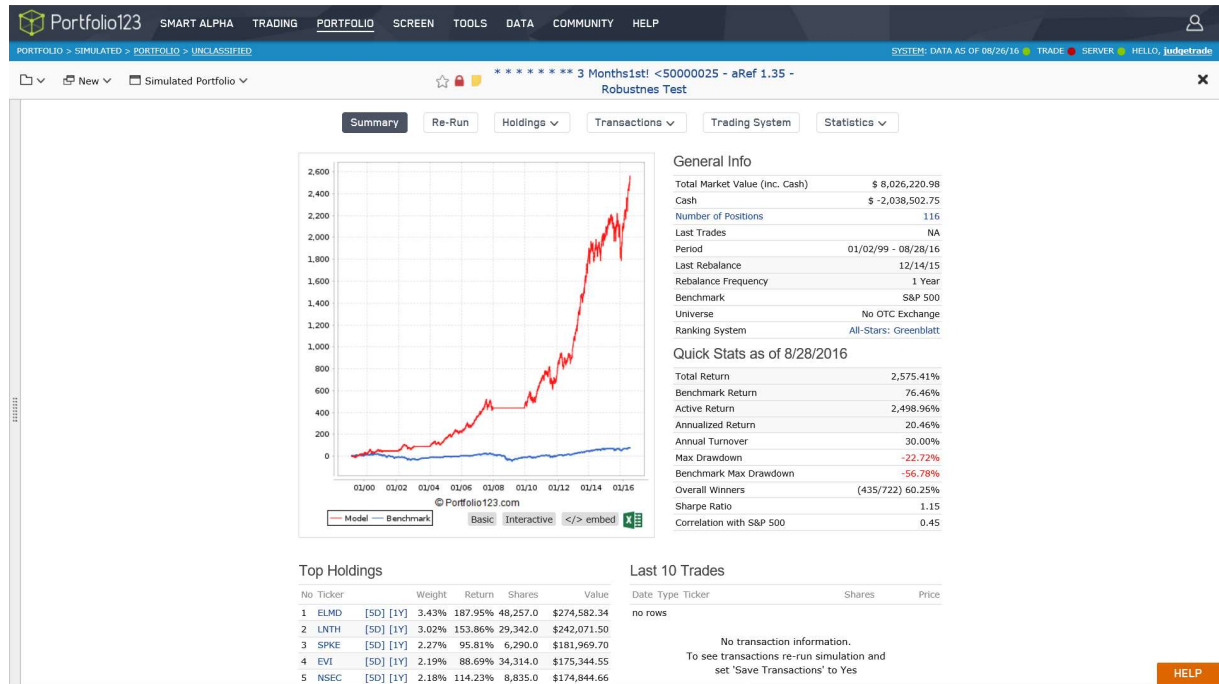 Portfolio123 SMART ALPHA TRADING PORTFOLIO SCREEN TOOLS DATA COMMUNITY HELP
PORTFOLIO > SIMULATED > PORTFOLIO > UNCLASSIFIED SYSTEM: DATA AS OF 08/26/16 TRADE SERVER HELLO, judgetrade
New Simulated Portfolio
* * * * * * ** 3 Months1st! <50000025 - aRef 1.35 -
Robustnes Test
Summary Re-Run Holdings Transactions Trading System Statistics
2,600
2,400
2,200
2,000
1,800
1,600
1,400
1,200
1,000
800
600
400
200
0
01/00 01/02 01/04 01/06 01/08 01/10 01/12 01/14 01/16
© Portfolio123.com
Model Benchmark Basic Interactive </> embed
General Info
Total Market Value (inc. Cash) $ 8,026,220.98
Cash $ -2,038,502.75
Number of Positions 116
Last Trades NA
Period 01/02/99 - 08/28/16
Last Rebalance 12/14/15
Rebalance Frequency 1 Year
Benchmark S&P 500
Universe No OTC Exchange
Ranking System All-Stars: Greenblatt
Quick Stats as of 8/28/2016
Total Return 2,575.41%
Benchmark Return 76.46%
Active Return 2,498.96%
Annualized Return 20.46%
Annual Turnover 30.00%
Max Drawdown -22.72%
Benchmark Max Drawdown -56.78%
Overall Winners (435/722) 60.25%
Sharpe Ratio 1.15
Correlation with S&P 500 0.45
Top Holdings
No Ticker Weight Return Shares Value
1 ELMD [5D] [1Y] 3.43% 187.95% 48,257.0 $274,582.34
2 LNTH [5D] [1Y] 3.02% 153.86% 29,342.0 $242,071.50
3 SPKE [5D] [1Y] 2.27% 95.81% 6,290.0 $181,969.70
4 EVI [5D] [1Y] 2.19% 88.69% 34,314.0 $175,344.55
5 NSEC [5D] [1Y] 2.18% 114.23% 8,835.0 $174,844.66
Last 10 Trades
Date Type Ticker Shares Price
no rows
No transaction information.
To see transactions re-run simulation and
set 'Save Transactions' to Yes
HELP